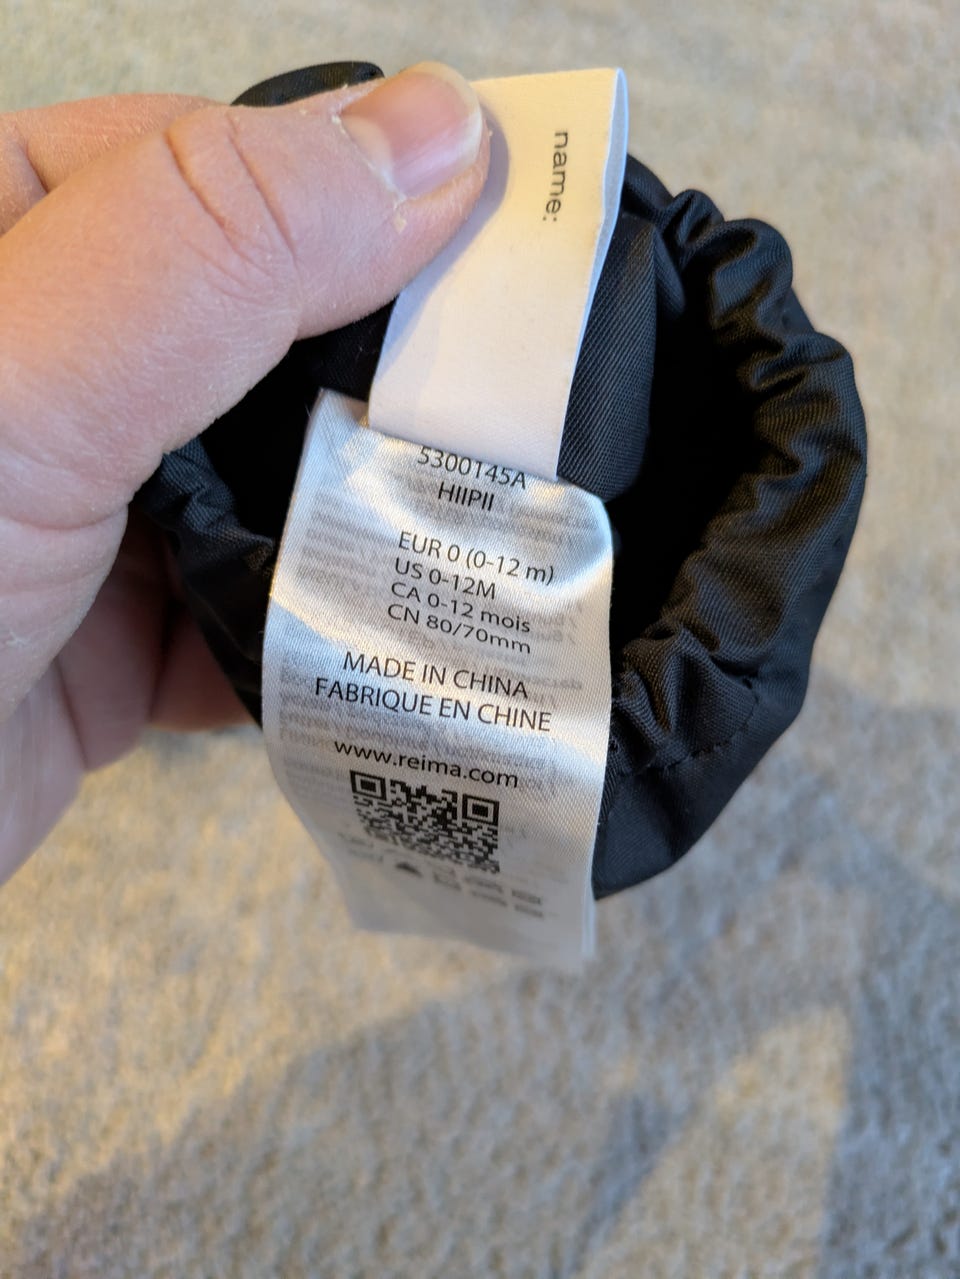 name:
5300145A
HIIPII
EUR 0 (0-12 m)
US 0-12M
CA 0-12 mois
CN 80/70mm
MADE IN CHINA
FABRIQUE EN CHINE
www.reima.com